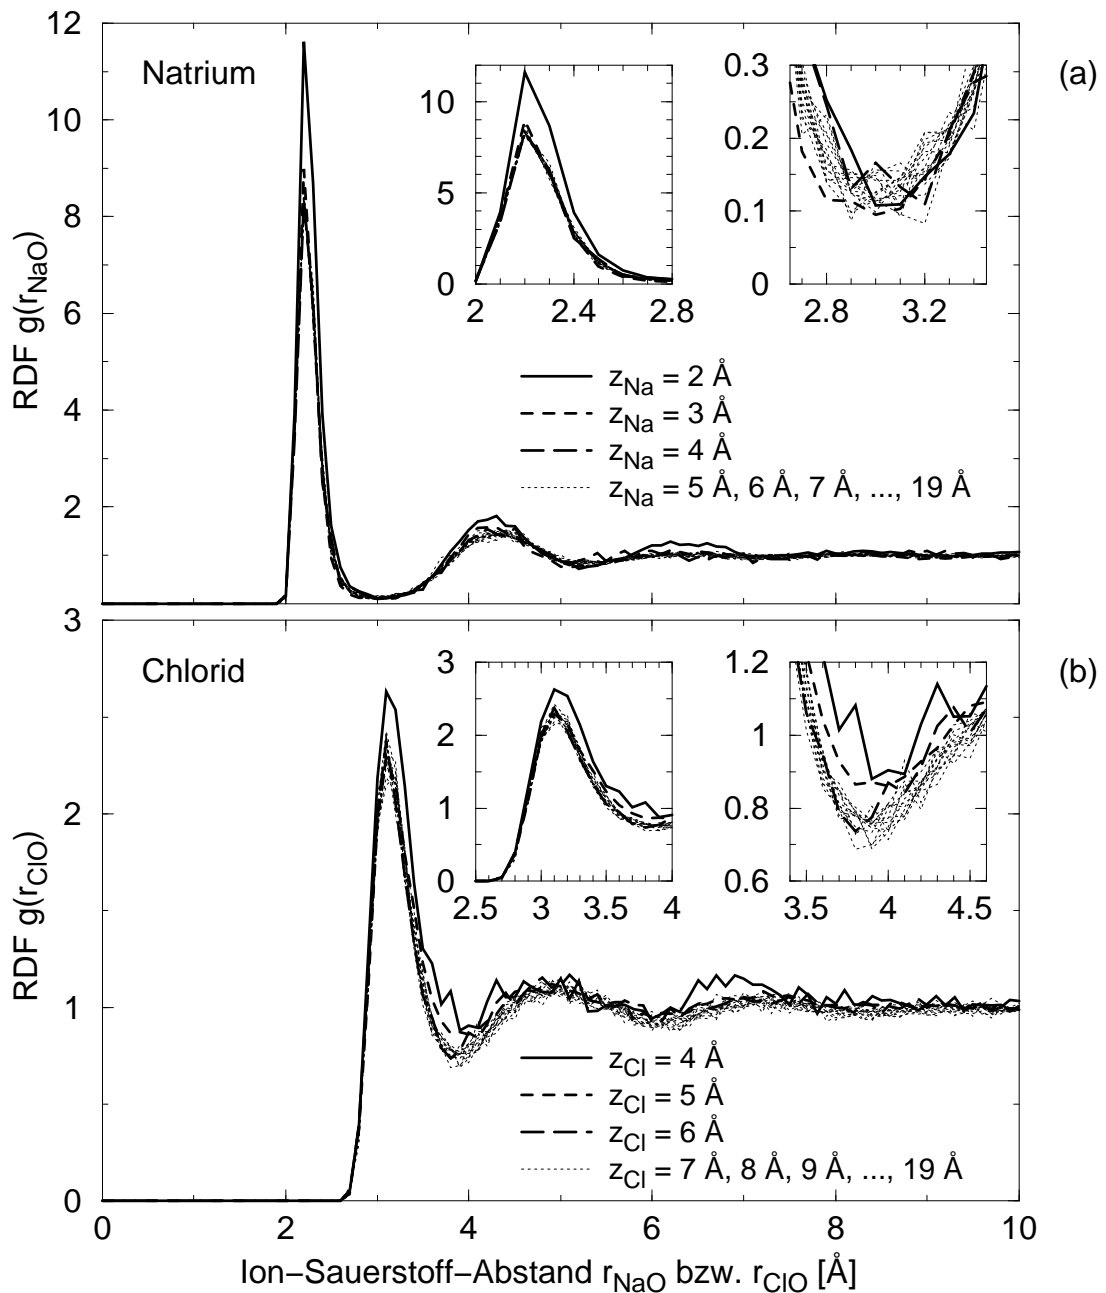 12
10
8
6
4
2
RDF g(r_NaO)
Natrium
(a)
10
5
0
2 2.4 2.8
0.3
0.2
0.1
0
2.8 3.2
z_Na = 2 Å
z_Na = 3 Å
z_Na = 4 Å
z_Na = 5 Å, 6 Å, 7 Å, ..., 19 Å
3
2
1
0
RDF g(r_ClO)
Chlorid
(b)
3
2
1
0
2.5 3 3.5 4
1.2
1
0.8
0.6
3.5 4 4.5
z_Cl = 4 Å
z_Cl = 5 Å
z_Cl = 6 Å
z_Cl = 7 Å, 8 Å, 9 Å, ..., 19 Å
0 2 4 6 8 10
Ion−Sauerstoff−Abstand r_NaO bzw. r_ClO [Å]